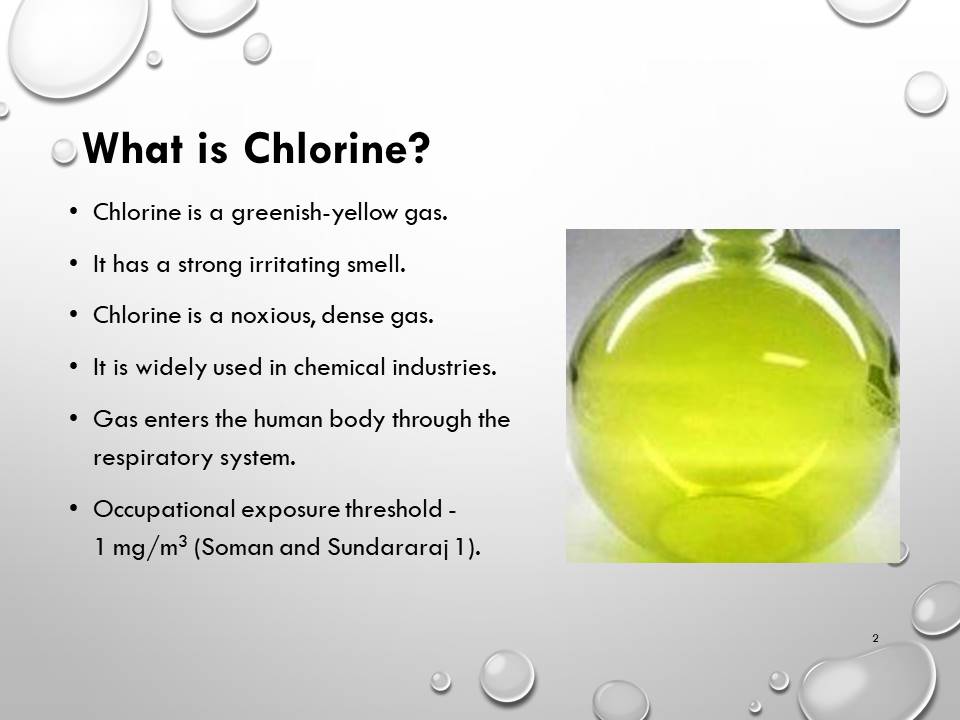 What is Chlorine?
• Chlorine is a greenish-yellow gas.
• It has a strong irritating smell.
• Chlorine is a noxious, dense gas.
• It is widely used in chemical industries.
• Gas enters the human body through the
respiratory system.
• Occupational exposure threshold -
1 mg/m³ (Soman and Sundararaj 1).
2